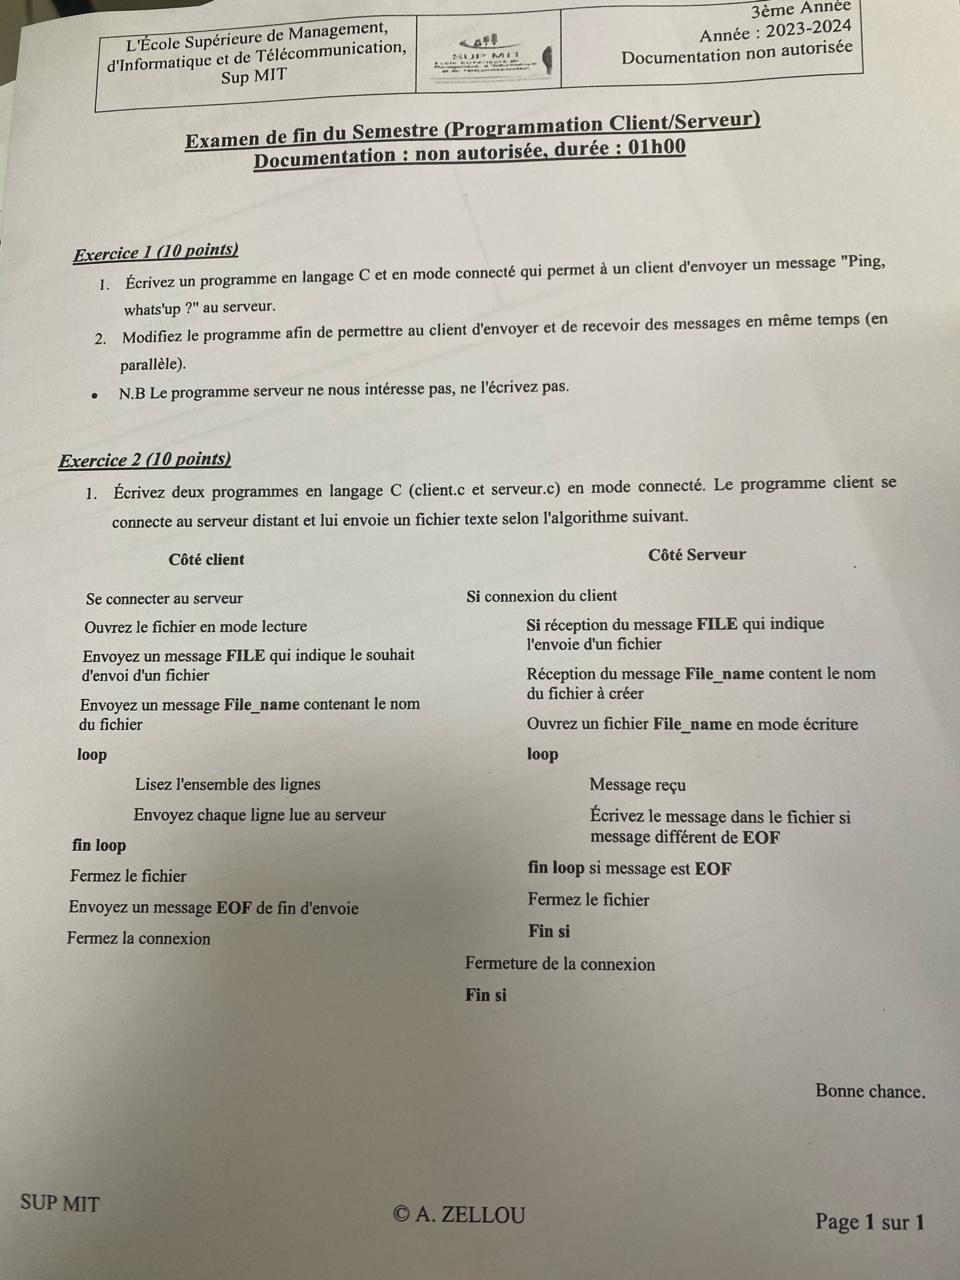 L'École Supérieure de Management,
d'Informatique et de Télécommunication,
Sup MIT
SUP MIT
3ème Année
Année : 2023-2024
Documentation non autorisée
Examen de fin du Semestre (Programmation Client/Serveur)
Documentation : non autorisée, durée : 01h00
Exercice 1 (10 points)
1. Écrivez un programme en langage C et en mode connecté qui permet à un client d'envoyer un message "Ping,
whats'up ?" au serveur.
2. Modifiez le programme afin de permettre au client d'envoyer et de recevoir des messages en même temps (en
parallèle).
• N.B Le programme serveur ne nous intéresse pas, ne l'écrivez pas.
Exercice 2 (10 points)
1. Écrivez deux programmes en langage C (client.c et serveur.c) en mode connecté. Le programme client se
connecte au serveur distant et lui envoie un fichier texte selon l'algorithme suivant.
Côté client
Se connecter au serveur
Ouvrez le fichier en mode lecture
Envoyez un message FILE qui indique le souhait
d'envoi d'un fichier
Envoyez un message File_name contenant le nom
du fichier
loop
Lisez l'ensemble des lignes
Envoyez chaque ligne lue au serveur
fin loop
Fermez le fichier
Envoyez un message EOF de fin d'envoie
Fermez la connexion
Côté Serveur
Si connexion du client
Si réception du message FILE qui indique
l'envoie d'un fichier
Réception du message File_name content le nom
du fichier à créer
Ouvrez un fichier File_name en mode écriture
loop
Message reçu
Écrivez le message dans le fichier si
message différent de EOF
fin loop si message est EOF
Fermez le fichier
Fin si
Fermeture de la connexion
Fin si
Bonne chance.
SUP MIT
© A. ZELLOU
Page 1 sur 1